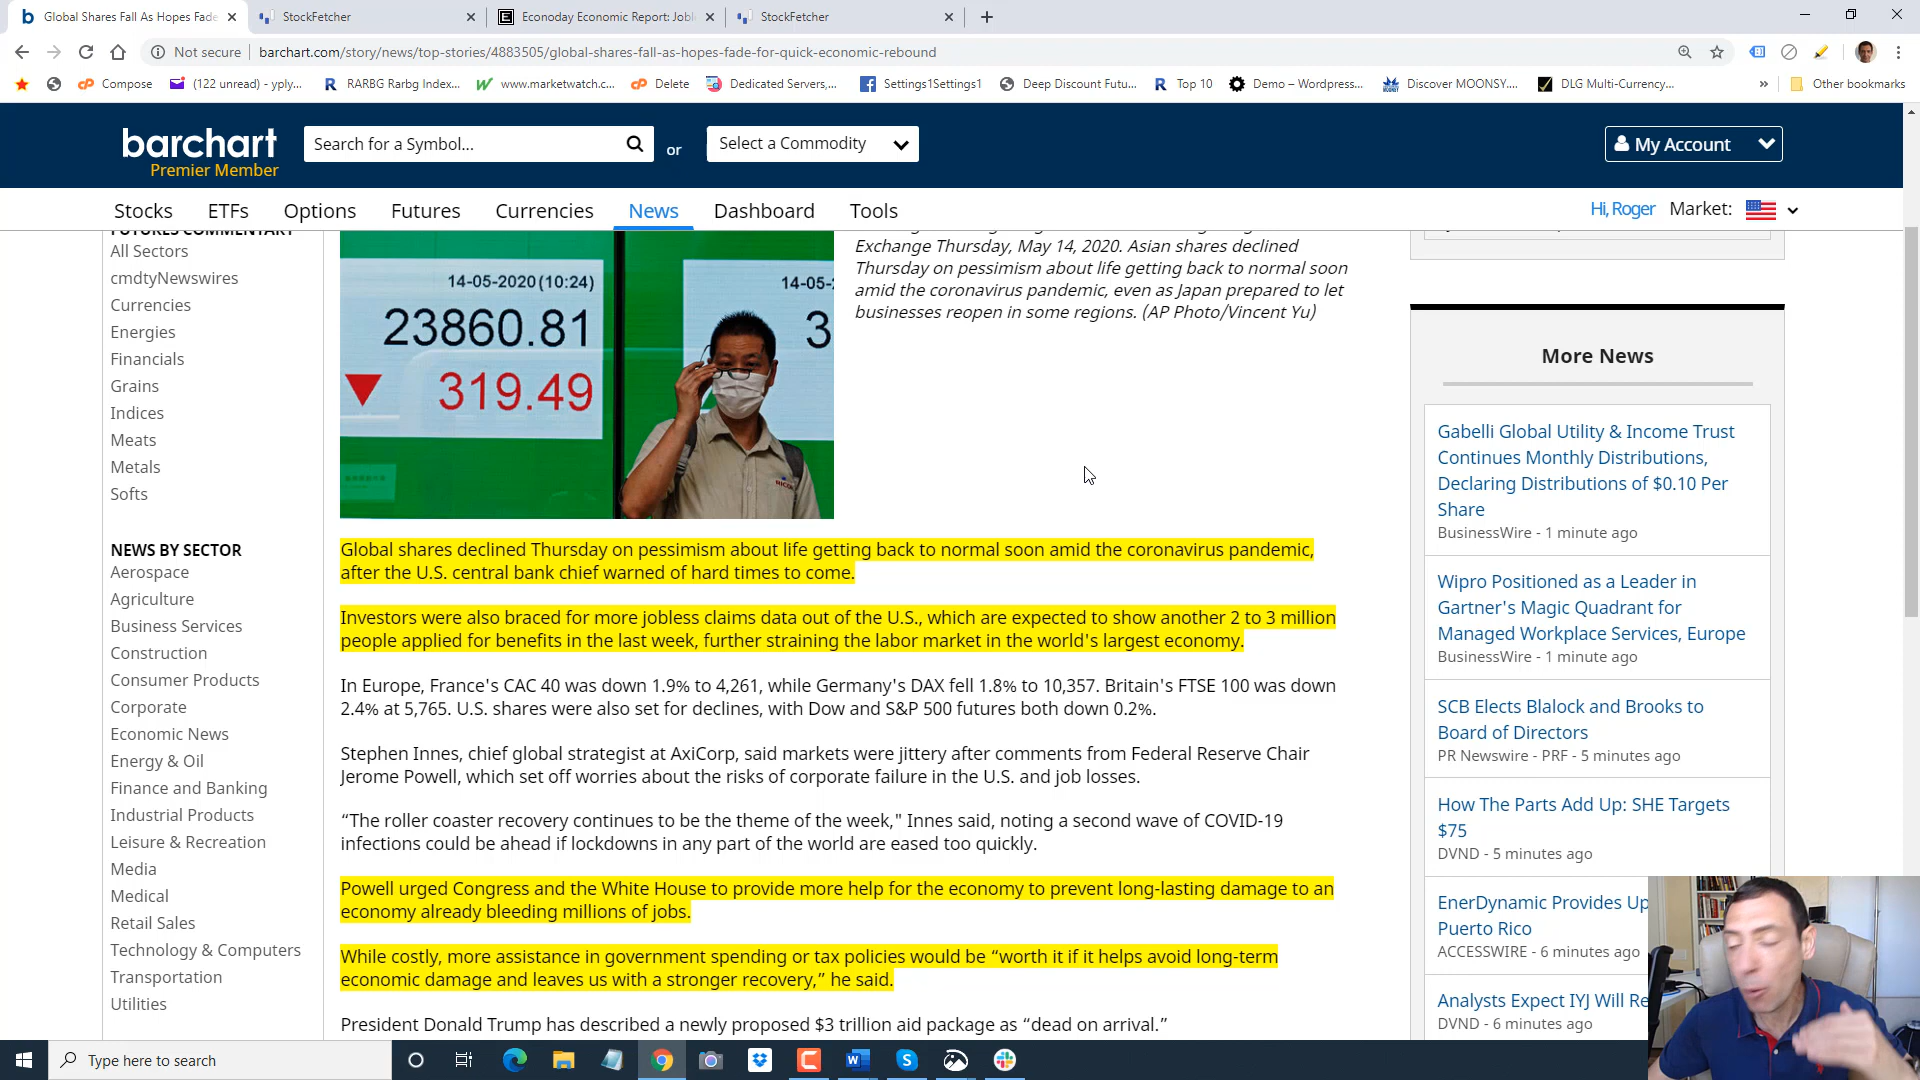 Global Shares Fall As Hopes Fade
StockFetcher
Econoday Economic Report: Jobl
StockFetcher
Not secure
barchart.com/story/news/top-stories/4883505/global-shares-fall-as-hopes-fade-for-quick-economic-rebound
Compose
(122 unread) - yply...
RARBG Rarbg Index...
www.marketwatch.c...
Delete
Dedicated Servers,...
Settings1Settings1
Deep Discount Futu...
Top 10
Demo – Wordpress...
Discover MOONSY....
DLG Multi-Currency...
Other bookmarks
barchart
Premier Member
Search for a Symbol...
or
Select a Commodity
My Account
Stocks
ETFs
Options
Futures
Currencies
News
Dashboard
Tools
Hi, Roger
Market:
FUTURES COMMENTARY
All Sectors
cmdtyNewswires
Currencies
Energies
Financials
Grains
Indices
Meats
Metals
Softs
NEWS BY SECTOR
Aerospace
Agriculture
Business Services
Construction
Consumer Products
Corporate
Economic News
Energy & Oil
Finance and Banking
Industrial Products
Leisure & Recreation
Media
Medical
Retail Sales
Technology & Computers
Transportation
Utilities
14-05-2020 (10:24)
23860.81
319.49
14-05-
3
Exchange Thursday, May 14, 2020. Asian shares declined
Thursday on pessimism about life getting back to normal soon
amid the coronavirus pandemic, even as Japan prepared to let
businesses reopen in some regions. (AP Photo/Vincent Yu)
Global shares declined Thursday on pessimism about life getting back to normal soon amid the coronavirus pandemic,
after the U.S. central bank chief warned of hard times to come.
Investors were also braced for more jobless claims data out of the U.S., which are expected to show another 2 to 3 million
people applied for benefits in the last week, further straining the labor market in the world's largest economy.
In Europe, France's CAC 40 was down 1.9% to 4,261, while Germany's DAX fell 1.8% to 10,357. Britain's FTSE 100 was down
2.4% at 5,765. U.S. shares were also set for declines, with Dow and S&P 500 futures both down 0.2%.
Stephen Innes, chief global strategist at AxiCorp, said markets were jittery after comments from Federal Reserve Chair
Jerome Powell, which set off worries about the risks of corporate failure in the U.S. and job losses.
“The roller coaster recovery continues to be the theme of the week," Innes said, noting a second wave of COVID-19
infections could be ahead if lockdowns in any part of the world are eased too quickly.
Powell urged Congress and the White House to provide more help for the economy to prevent long-lasting damage to an
economy already bleeding millions of jobs.
While costly, more assistance in government spending or tax policies would be “worth it if it helps avoid long-term
economic damage and leaves us with a stronger recovery,” he said.
President Donald Trump has described a newly proposed $3 trillion aid package as “dead on arrival.”
More News
Gabelli Global Utility & Income Trust
Continues Monthly Distributions,
Declaring Distributions of $0.10 Per
Share
BusinessWire - 1 minute ago
Wipro Positioned as a Leader in
Gartner's Magic Quadrant for
Managed Workplace Services, Europe
BusinessWire - 1 minute ago
SCB Elects Blalock and Brooks to
Board of Directors
PR Newswire - PRF - 5 minutes ago
How The Parts Add Up: SHE Targets
$75
DVND - 5 minutes ago
EnerDynamic Provides Up
Puerto Rico
ACCESSWIRE - 6 minutes ago
Analysts Expect IYJ Will Re
DVND - 6 minutes ago
Type here to search